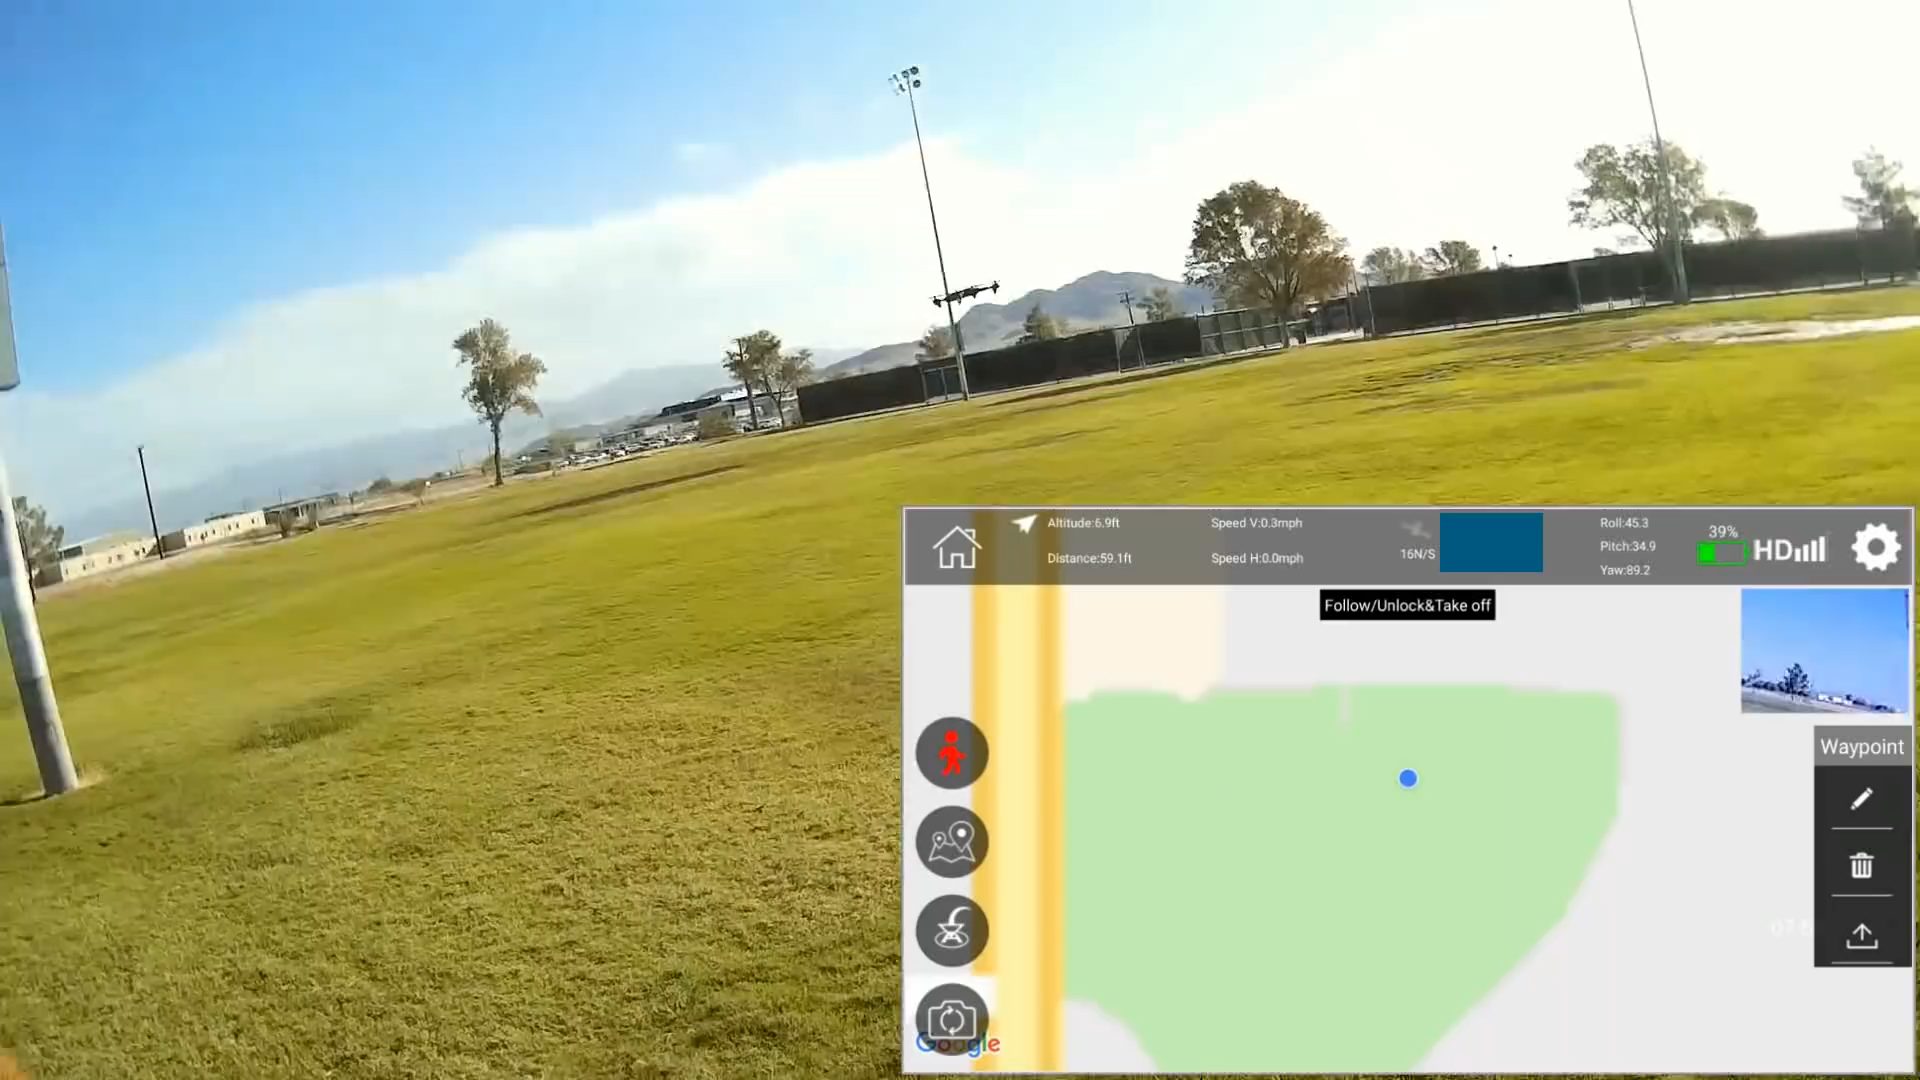 Altitude:6.9ft
Speed V:0.3mph
Distance:59.1ft
Speed H:0.0mph
16N/S
Roll:45.3
Pitch:34.9
Yaw:89.2
39%
HD
Follow/Unlock&Take off
Waypoint
Google